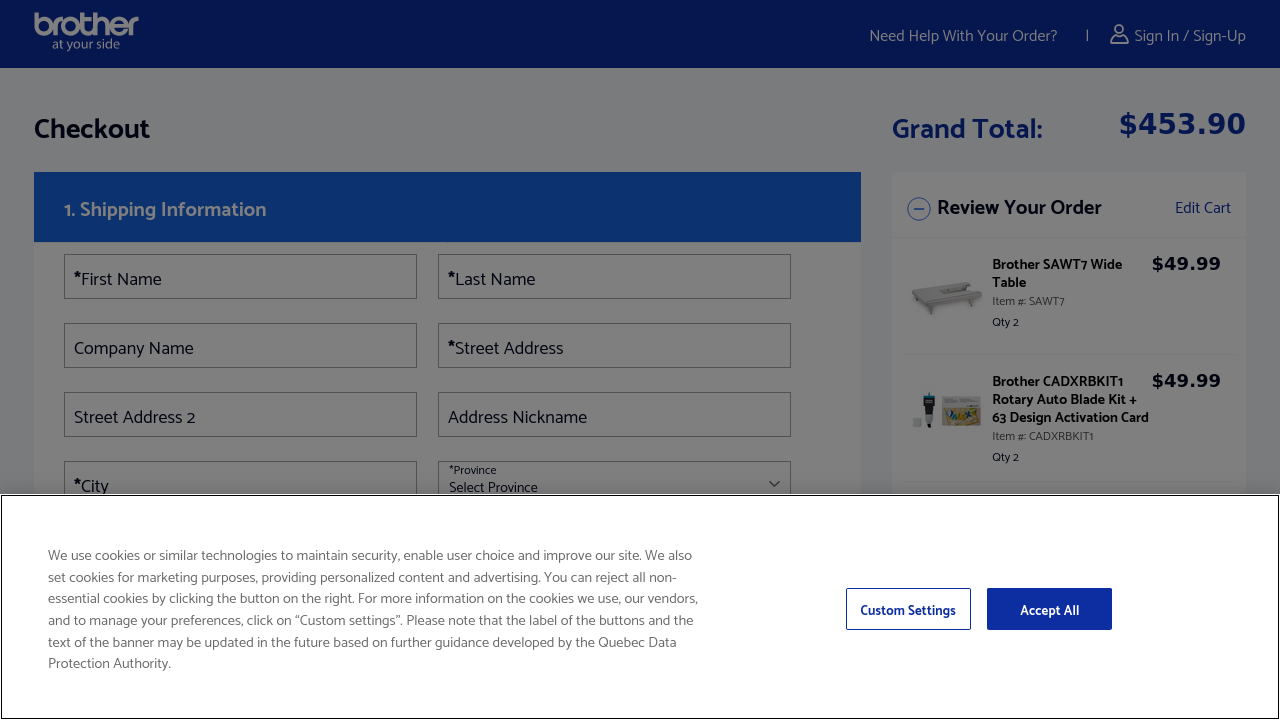 brother
at your side
Need Help With Your Order?
|
Sign In / Sign-Up
Checkout
Grand Total:
$453.90
1. Shipping Information
*First Name
*Last Name
Company Name
*Street Address
Street Address 2
Address Nickname
*City
*Province
Select Province
Review Your Order
Edit Cart
Brother SAWT7 Wide
Table
$49.99
Item #: SAWT7
Qty 2
Brother CADXRBKIT1
Rotary Auto Blade Kit +
63 Design Activation Card
$49.99
Item #: CADXRBKIT1
Qty 2
We use cookies or similar technologies to maintain security, enable user choice and improve our site. We also
set cookies for marketing purposes, providing personalized content and advertising. You can reject all non-
essential cookies by clicking the button on the right. For more information on the cookies we use, our vendors,
and to manage your preferences, click on “Custom settings”. Please note that the label of the buttons and the
text of the banner may be updated in the future based on further guidance developed by the Quebec Data
Protection Authority.
Custom Settings
Accept All